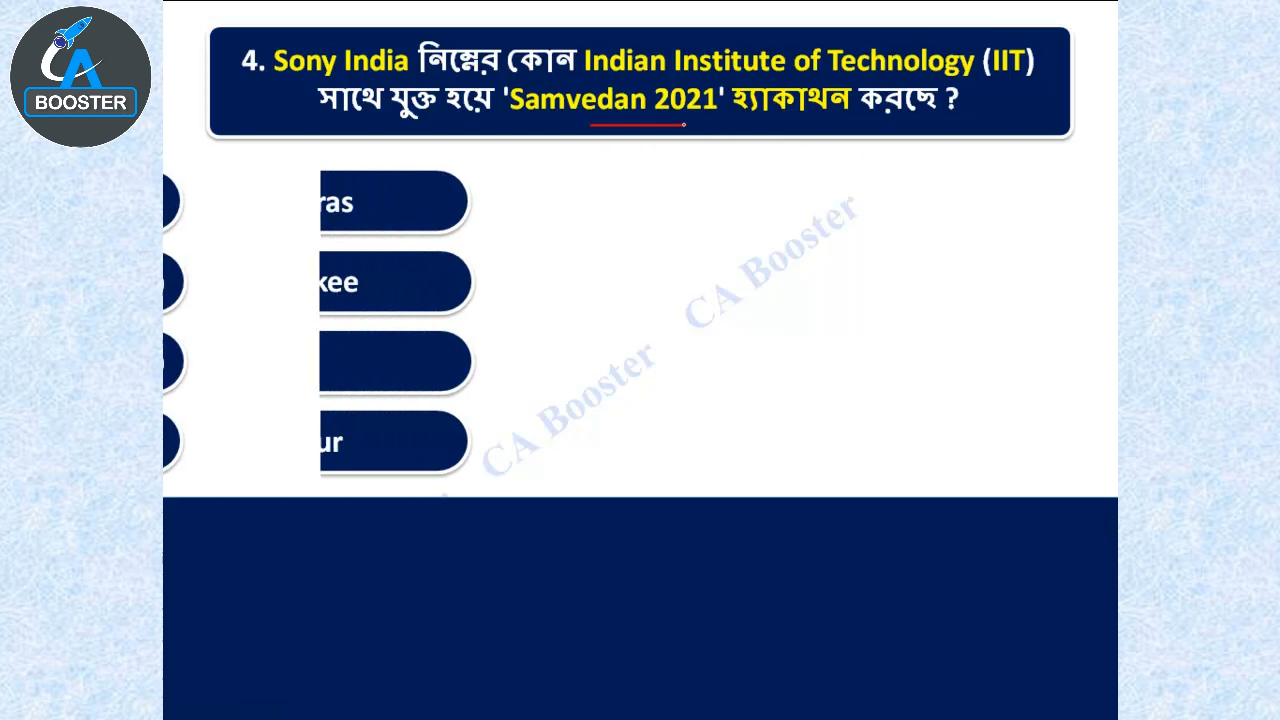 A
BOOSTER
4. Sony India নিম্নের কোন Indian Institute of Technology (IIT)
সাথে যুক্ত হয়ে 'Samvedan 2021' হ্যাকাথন করছে ?
ras
kee
ur
CA Booster
CA Booster